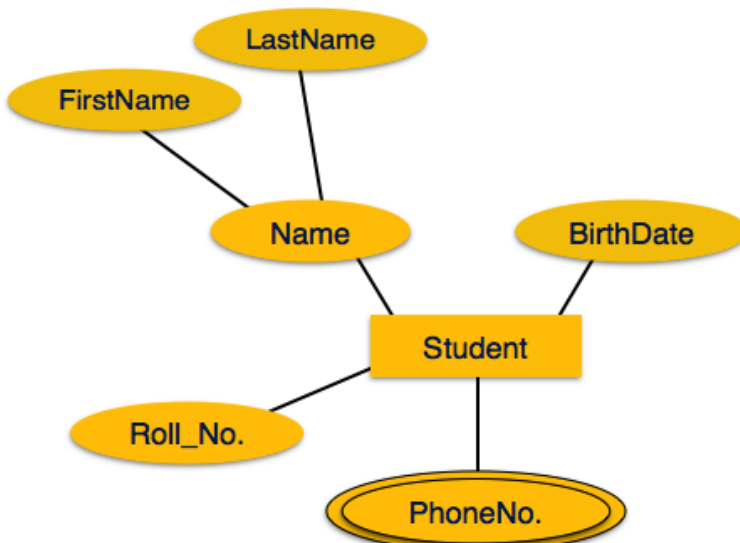 LastName
FirstName
Name
BirthDate
Student
Roll_No.
PhoneNo.